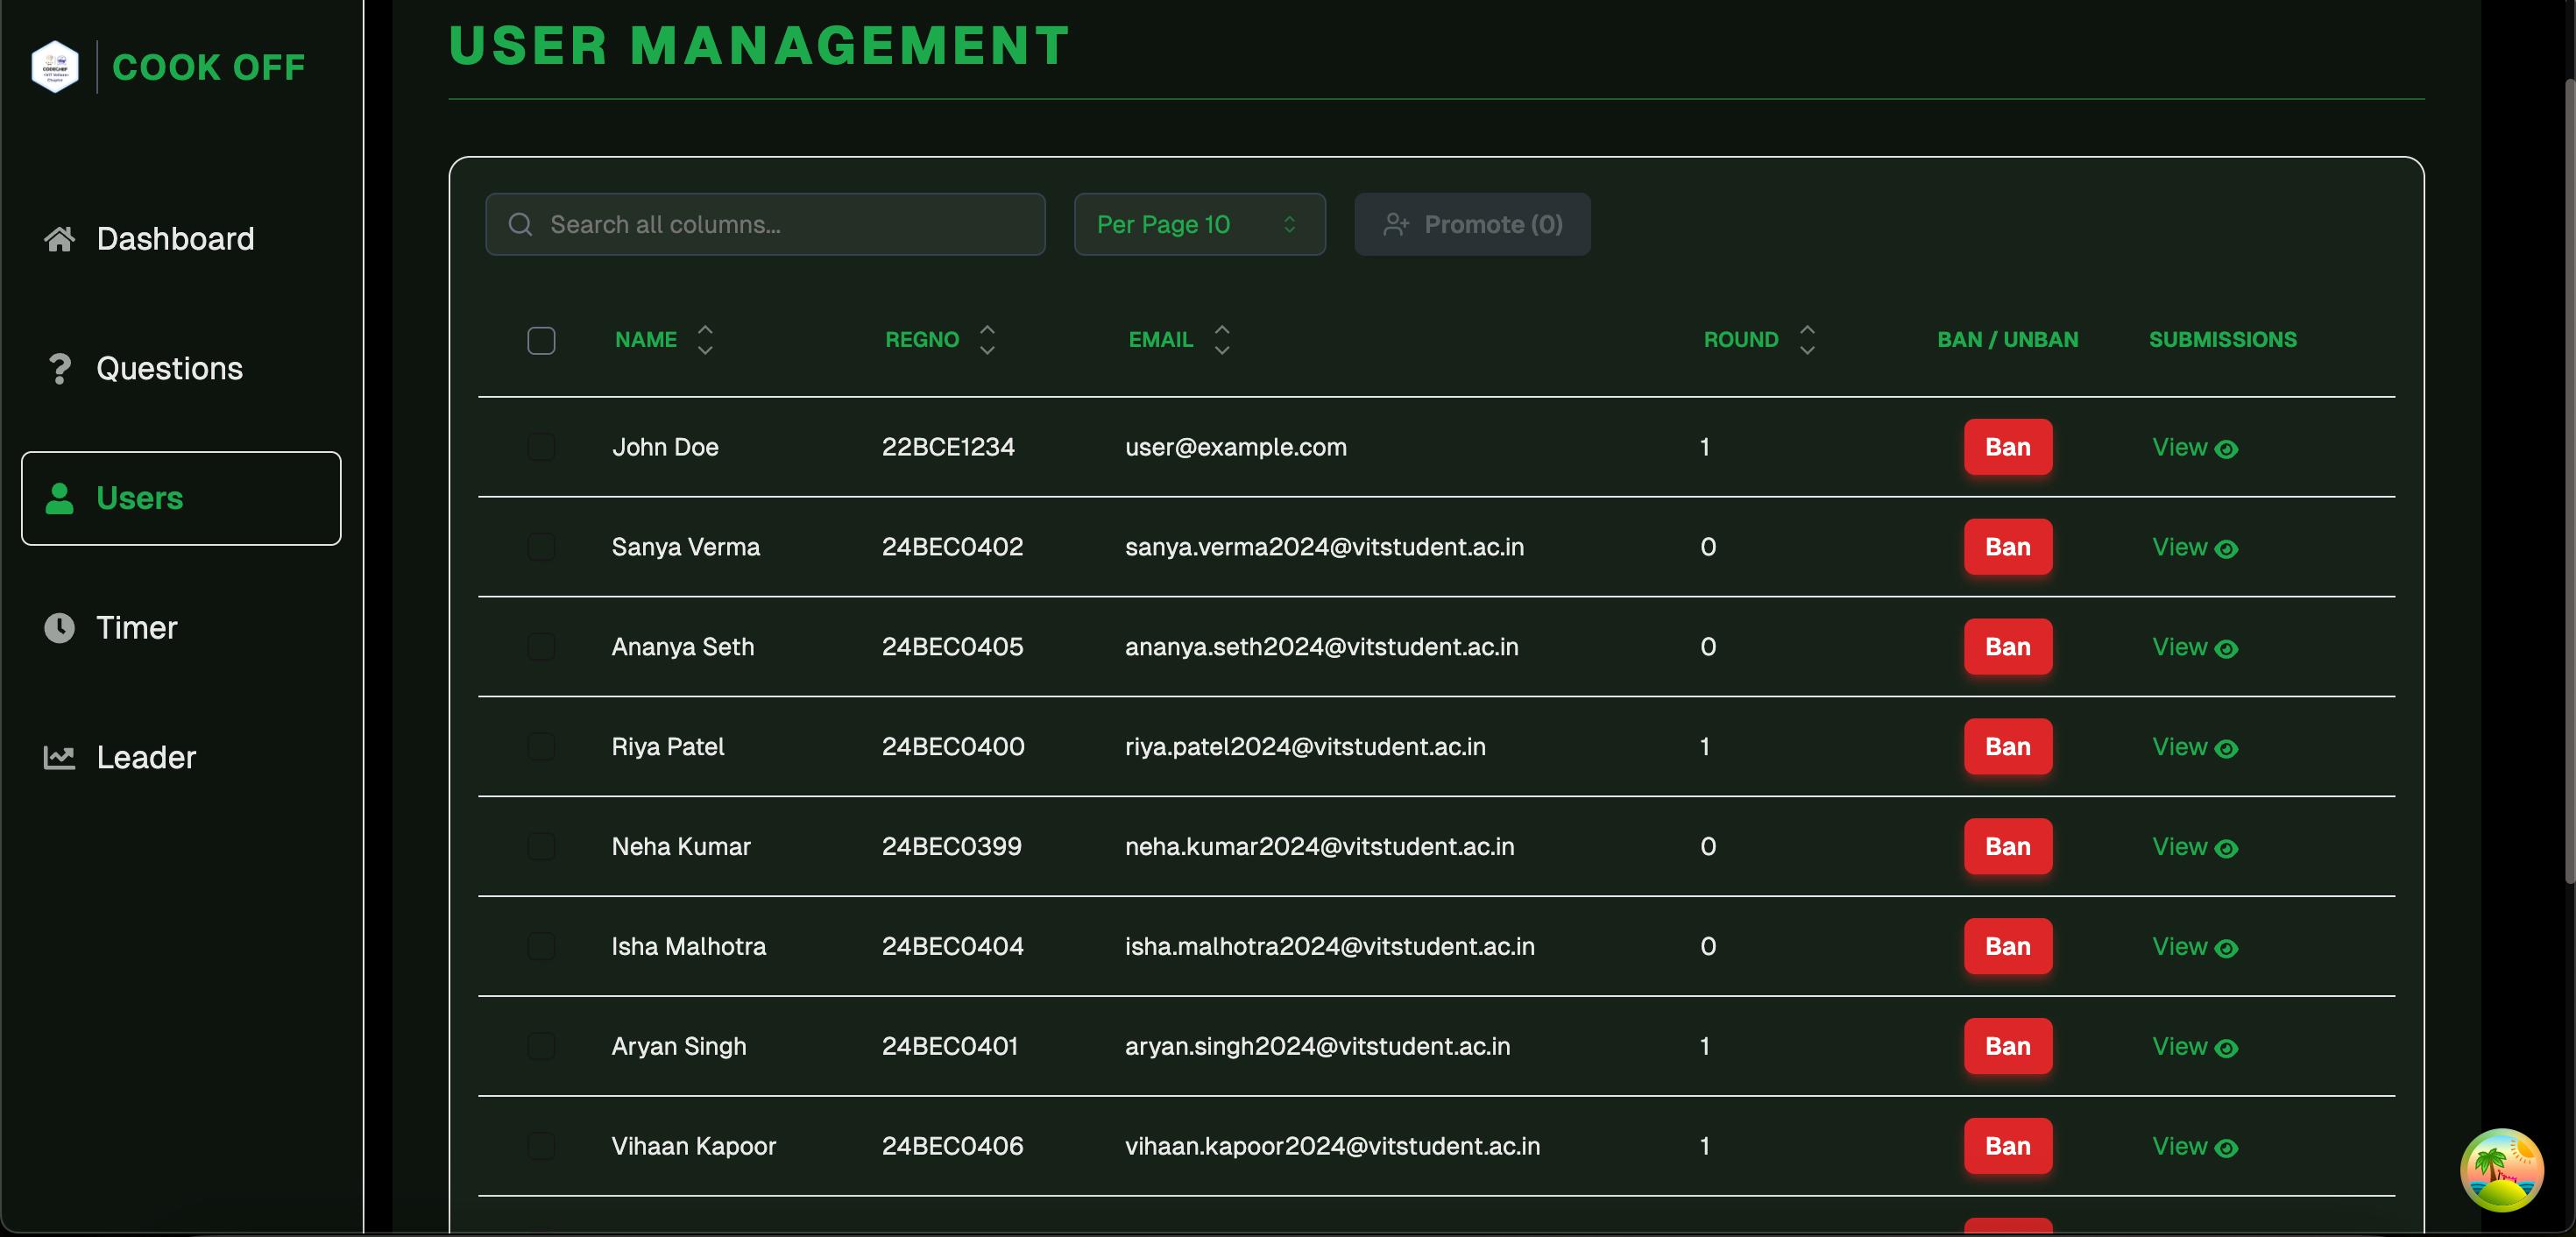 USER MANAGEMENT
COOK OFF
Dashboard
Questions
Users
Timer
Leader
Search all columns...
Per Page 10
Promote (0)
NAME REGNO EMAIL ROUND BAN / UNBAN SUBMISSIONS
John Doe 22BCE1234 user@example.com 1 Ban View
Sanya Verma 24BEC0402 sanya.verma2024@vitstudent.ac.in 0 Ban View
Ananya Seth 24BEC0405 ananya.seth2024@vitstudent.ac.in 0 Ban View
Riya Patel 24BEC0400 riya.patel2024@vitstudent.ac.in 1 Ban View
Neha Kumar 24BEC0399 neha.kumar2024@vitstudent.ac.in 0 Ban View
Isha Malhotra 24BEC0404 isha.malhotra2024@vitstudent.ac.in 0 Ban View
Aryan Singh 24BEC0401 aryan.singh2024@vitstudent.ac.in 1 Ban View
Vihaan Kapoor 24BEC0406 vihaan.kapoor2024@vitstudent.ac.in 1 Ban View